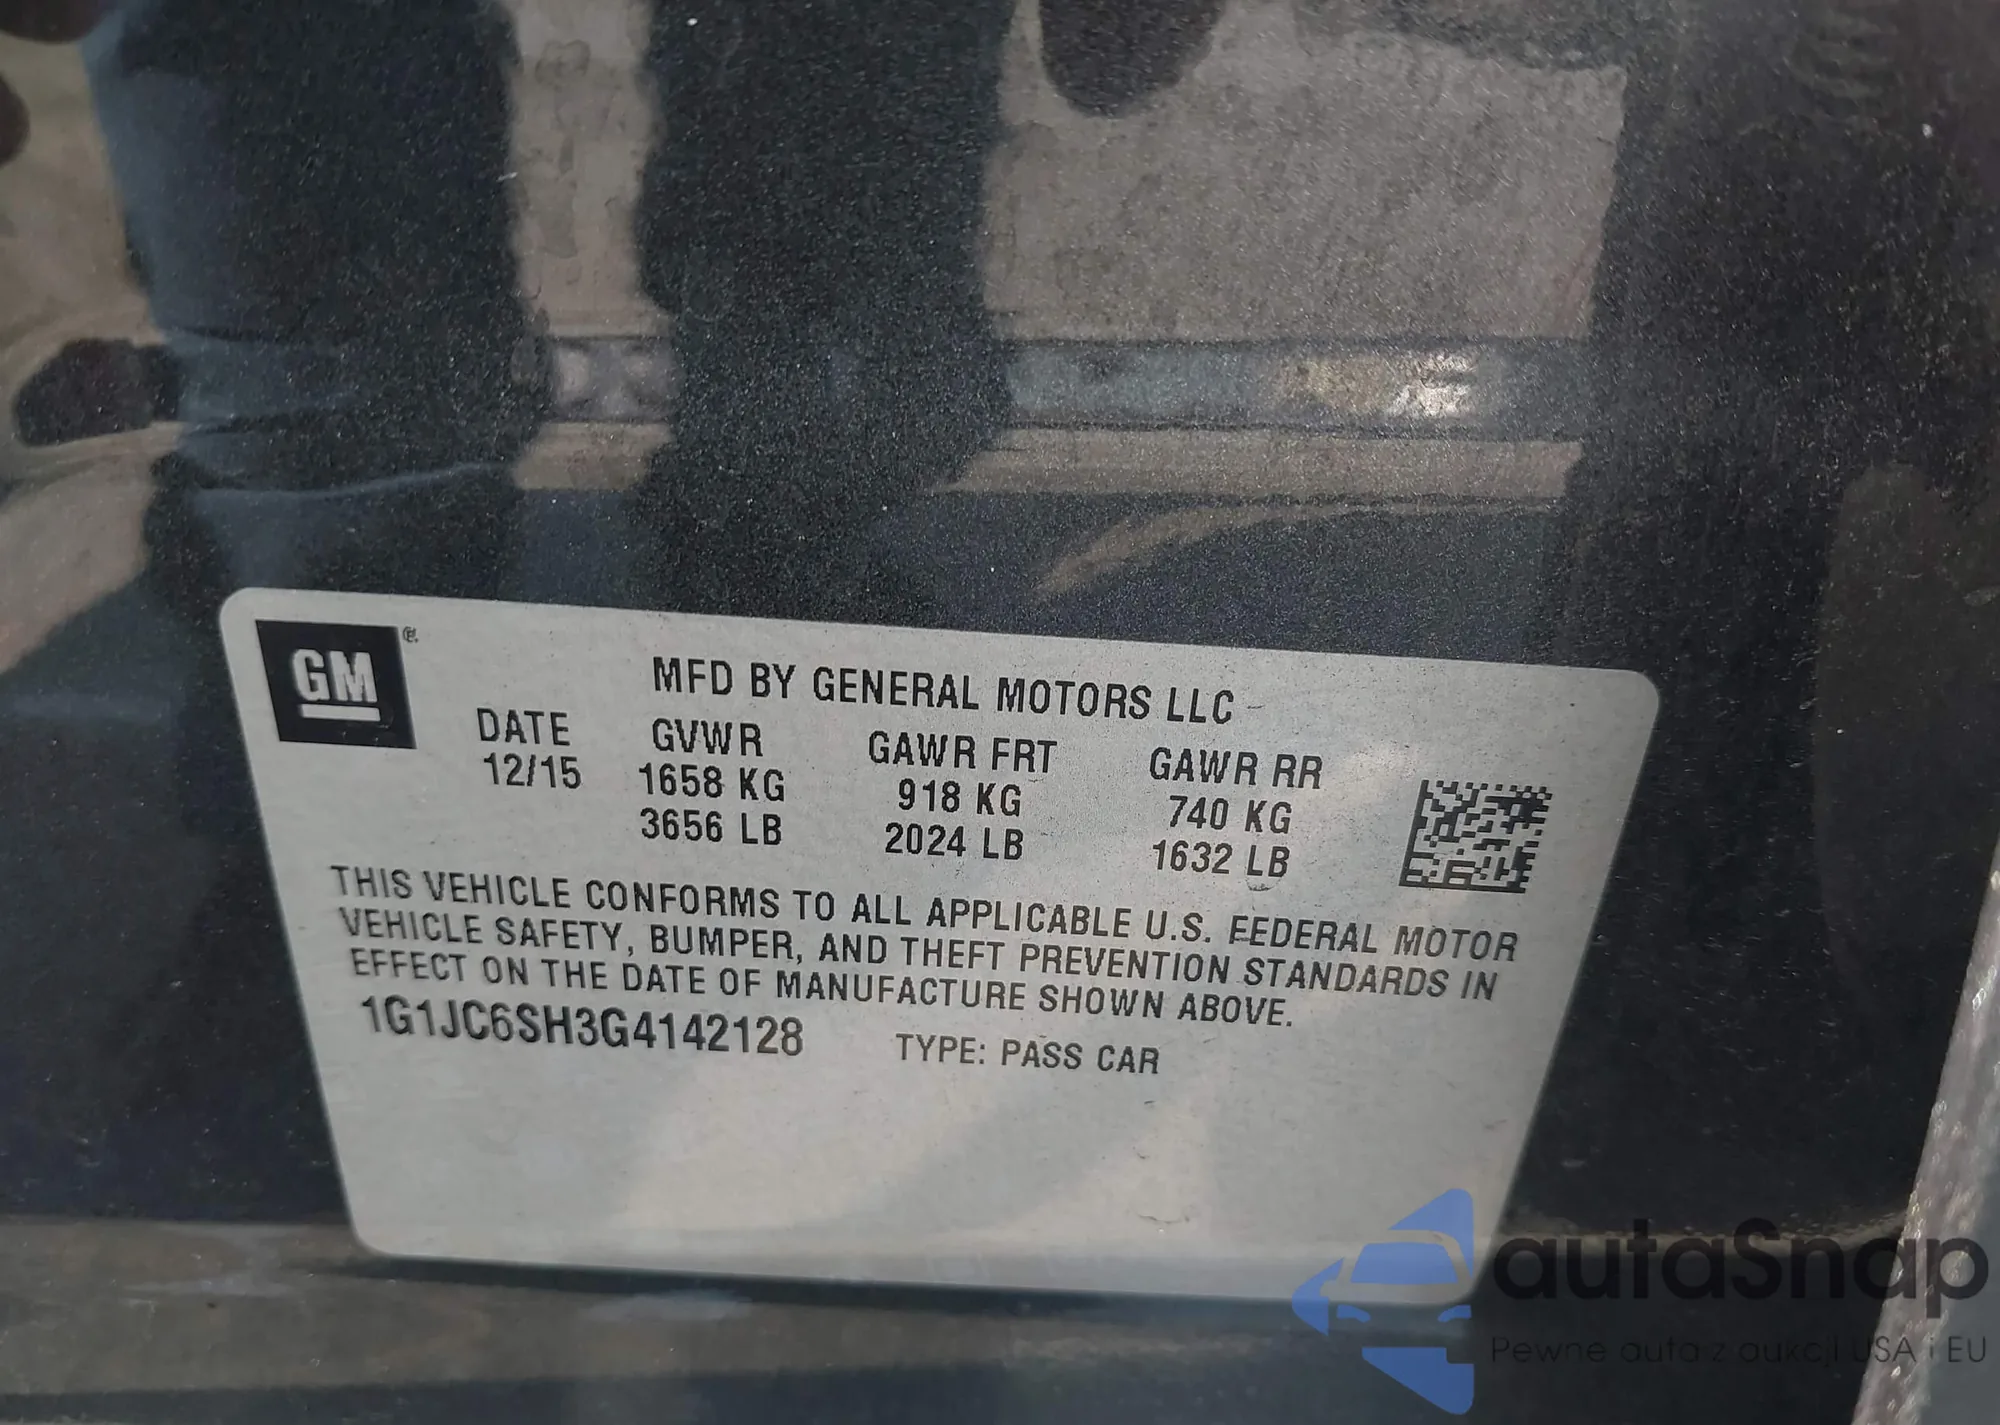 GM
MFD BY GENERAL MOTORS LLC
DATE GVWR GAWR FRT GAWR RR
12/15 1658 KG 918 KG 740 KG
3656 LB 2024 LB 1632 LB
THIS VEHICLE CONFORMS TO ALL APPLICABLE U.S. FEDERAL MOTOR
VEHICLE SAFETY, BUMPER, AND THEFT PREVENTION STANDARDS IN
EFFECT ON THE DATE OF MANUFACTURE SHOWN ABOVE.
1G1JC6SH3G4142128 TYPE: PASS CAR
autaSnap
Pewne auta z aukcji USA i EU